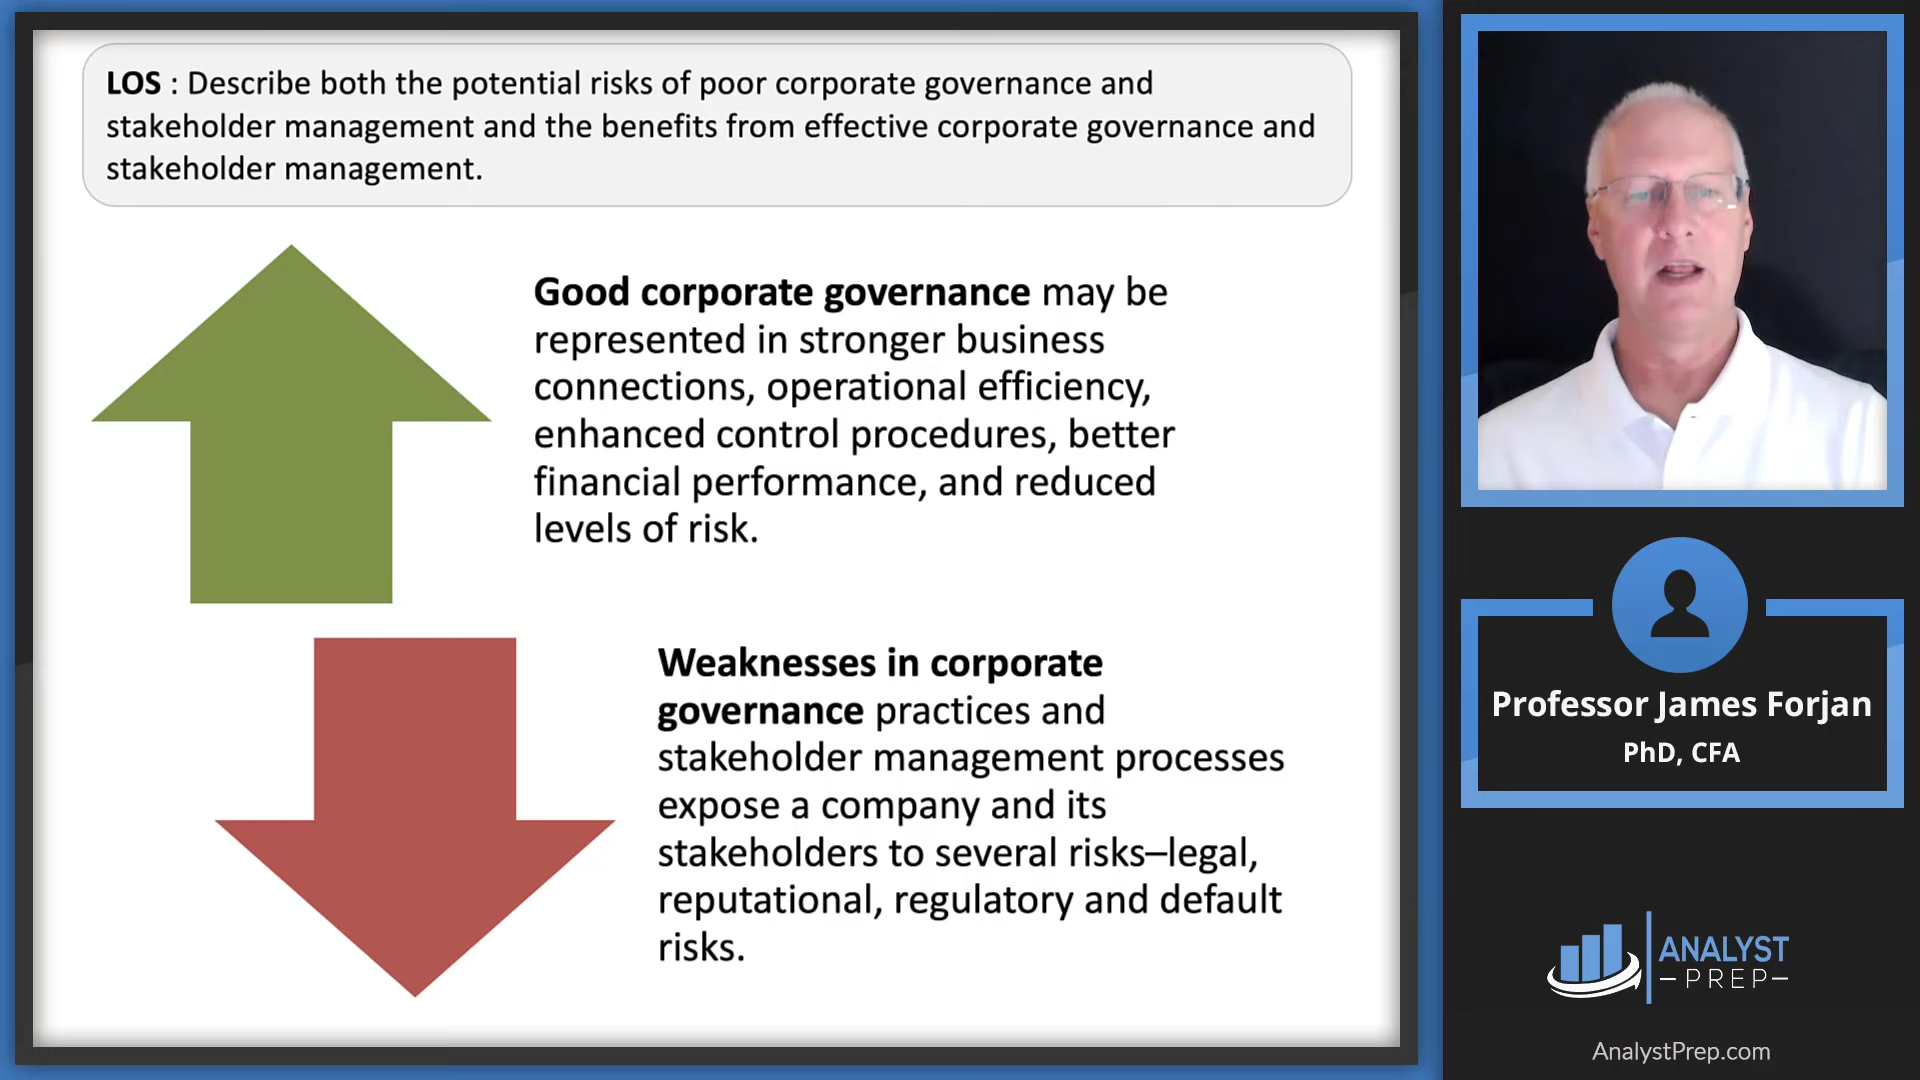 LOS : Describe both the potential risks of poor corporate governance and
stakeholder management and the benefits from effective corporate governance and
stakeholder management.
Good corporate governance may be
represented in stronger business
connections, operational efficiency,
enhanced control procedures, better
financial performance, and reduced
levels of risk.
Weaknesses in corporate
governance practices and
stakeholder management processes
expose a company and its
stakeholders to several risks–legal,
reputational, regulatory and default
risks.
Professor James Forjan
PhD, CFA
ANALYST
PREP
AnalystPrep.com